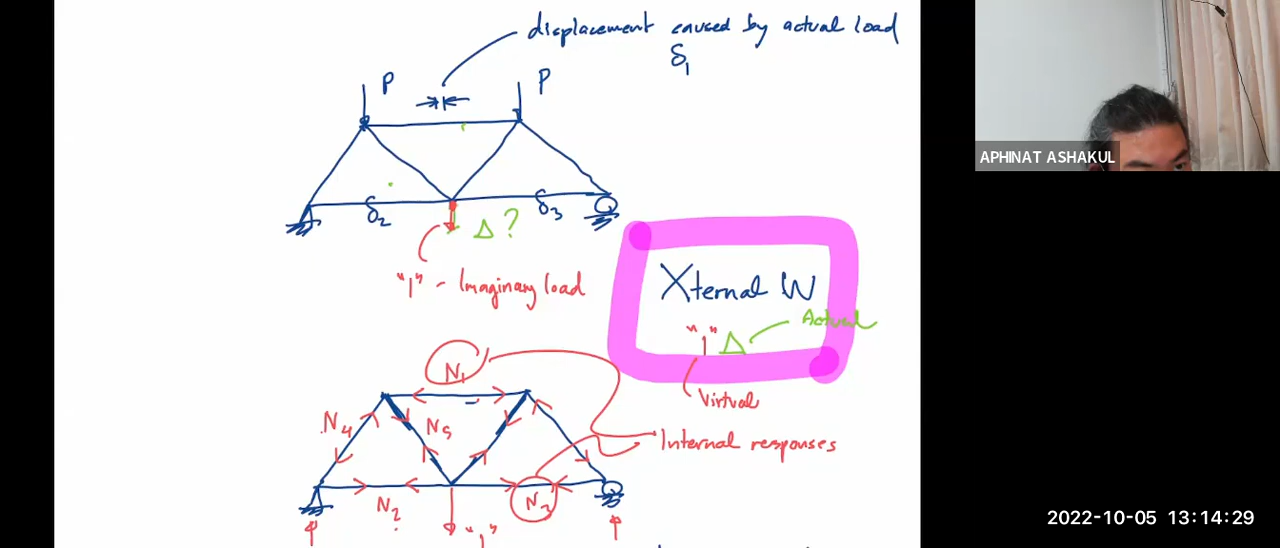 displacement caused by actual load
δ₁
P
P
APHINAT ASHAKUL
δ₂
δ₃
Δ ?
"1" - Imaginary load
Xternal W
Actual
"1" Δ
Virtual
N₁
N₄
N₅
Internal responses
N₂
N₃
"1"
2022-10-05 13:14:29